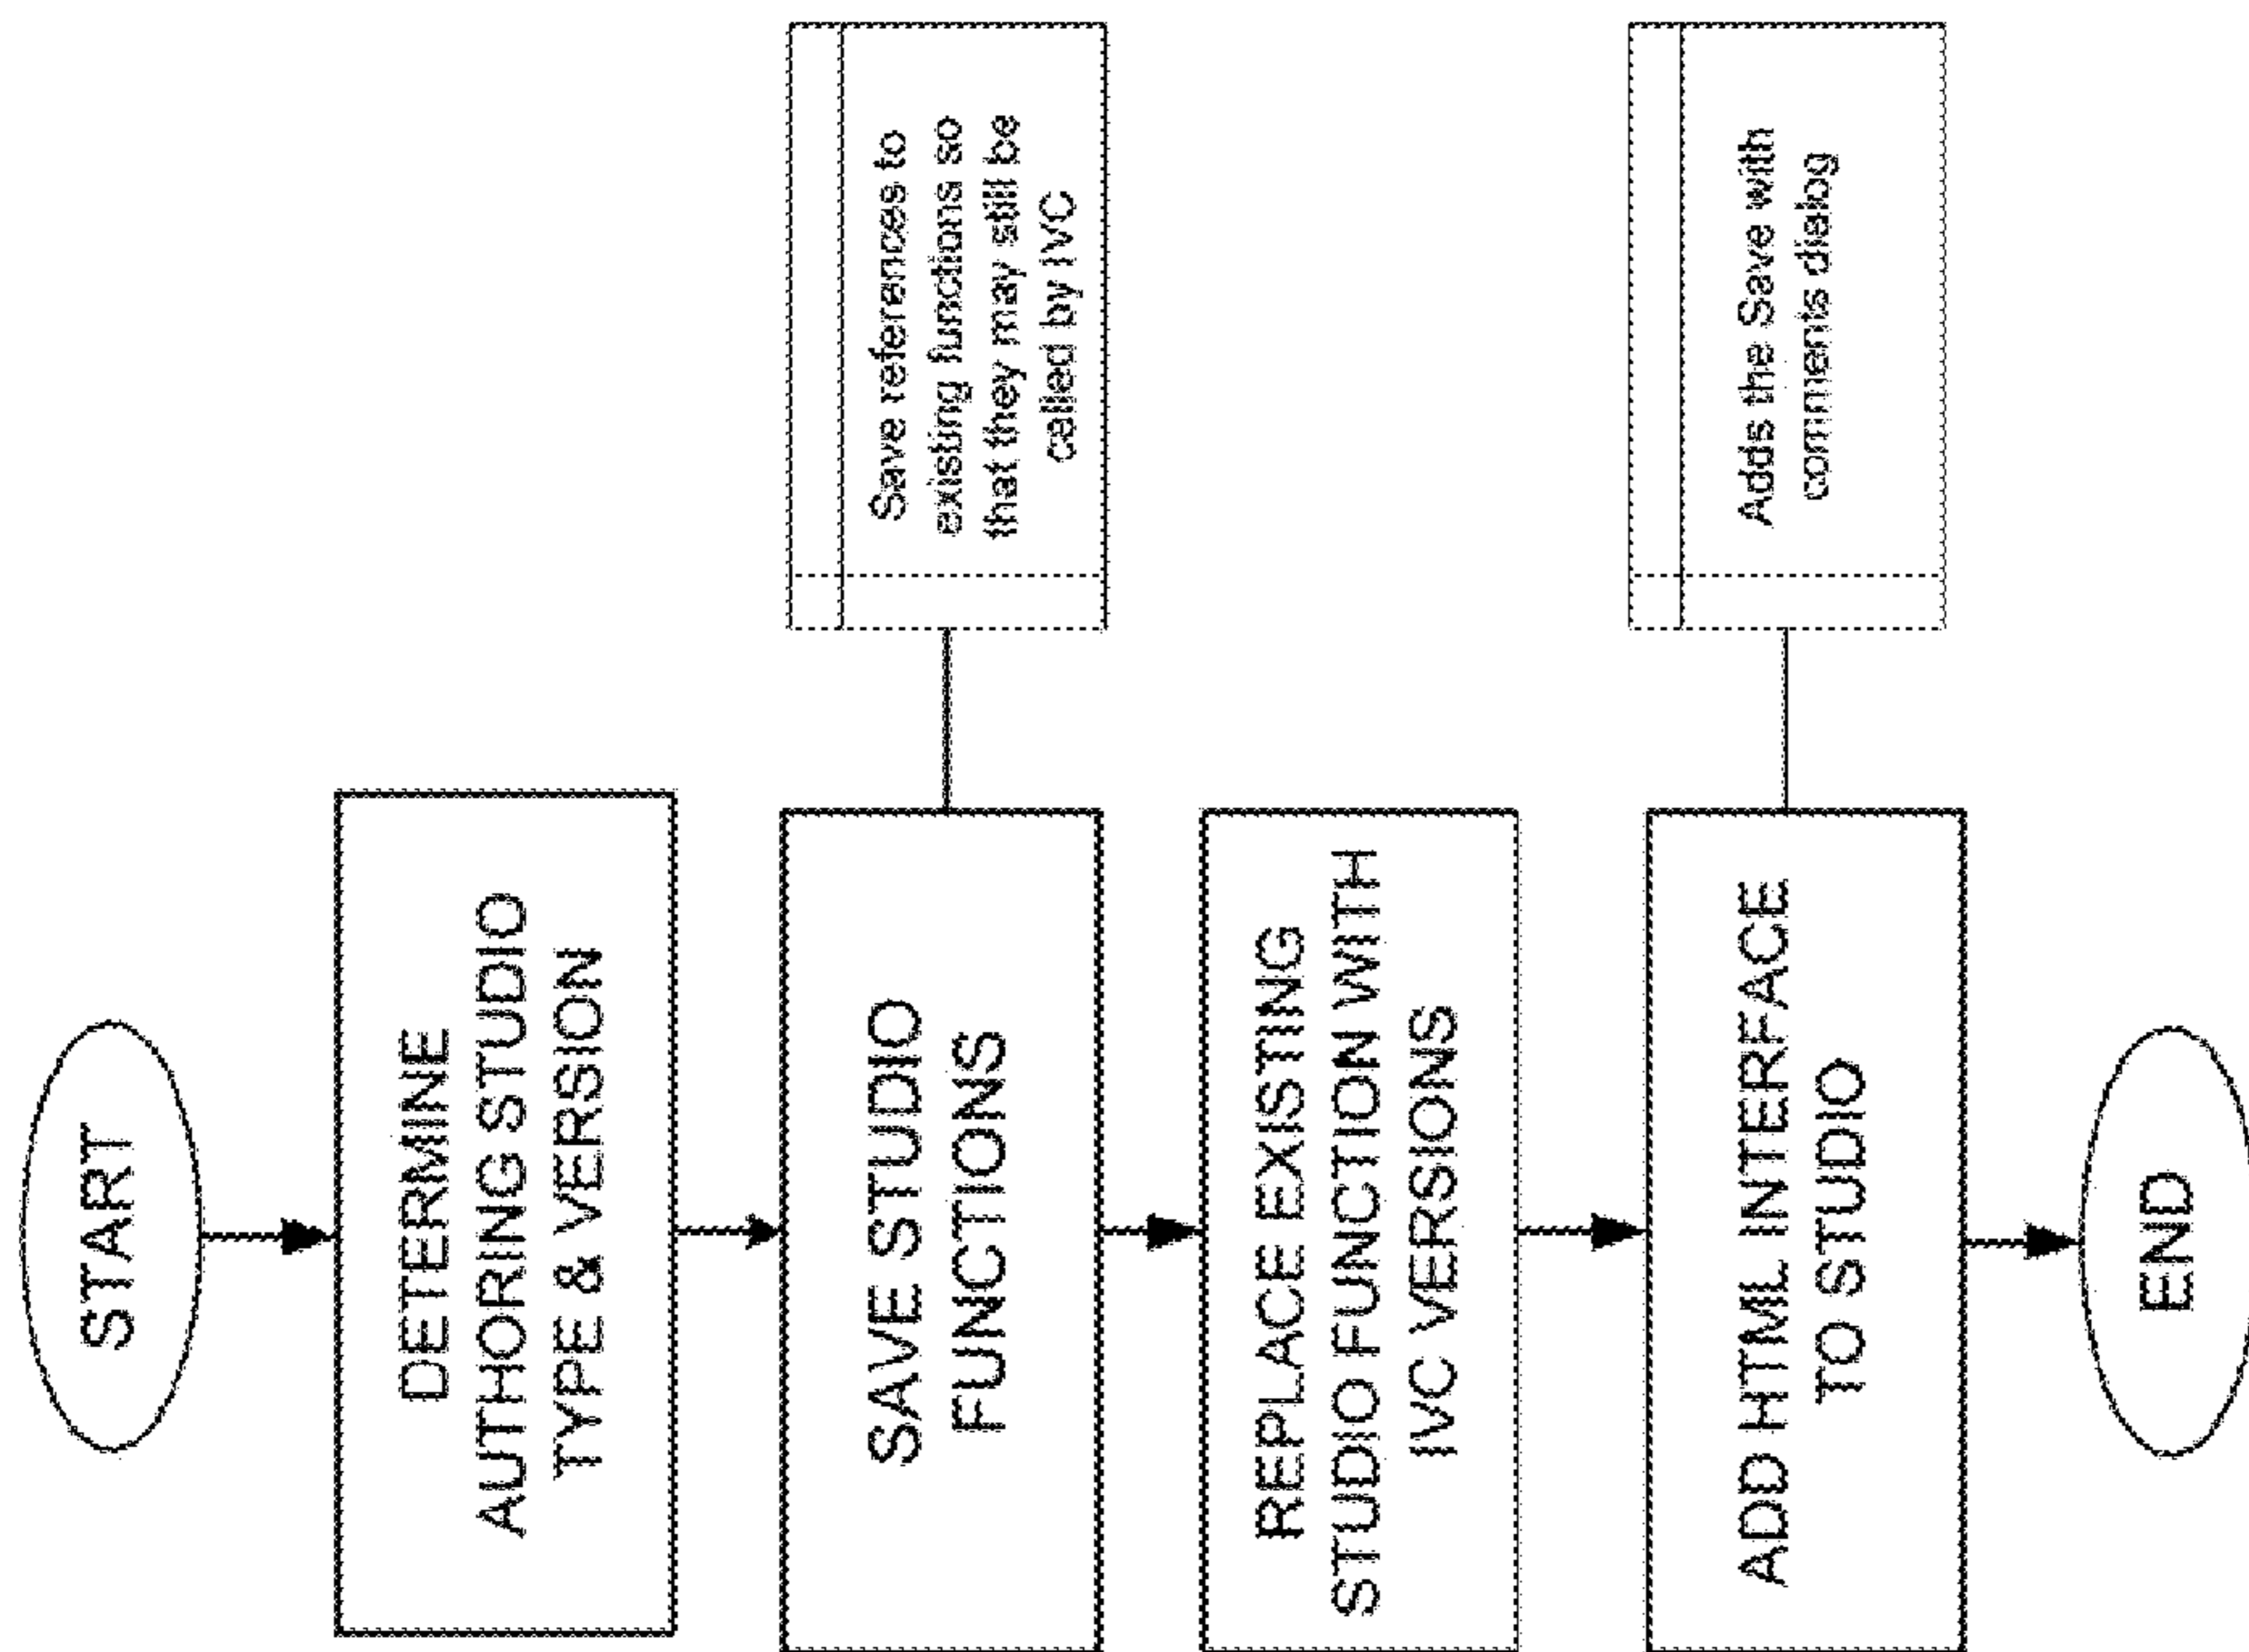 START
DETERMINE
AUTHORING STUDIO
TYPE & VERSION
SAVE STUDIO
FUNCTIONS
Save references to
existing functions so
that they may still be
called by IVC
REPLACE EXISTING
STUDIO FUNCTION WITH
IVC VERSIONS
ADD HTML INTERFACE
TO STUDIO
Adds the Save with
comments dialog
END